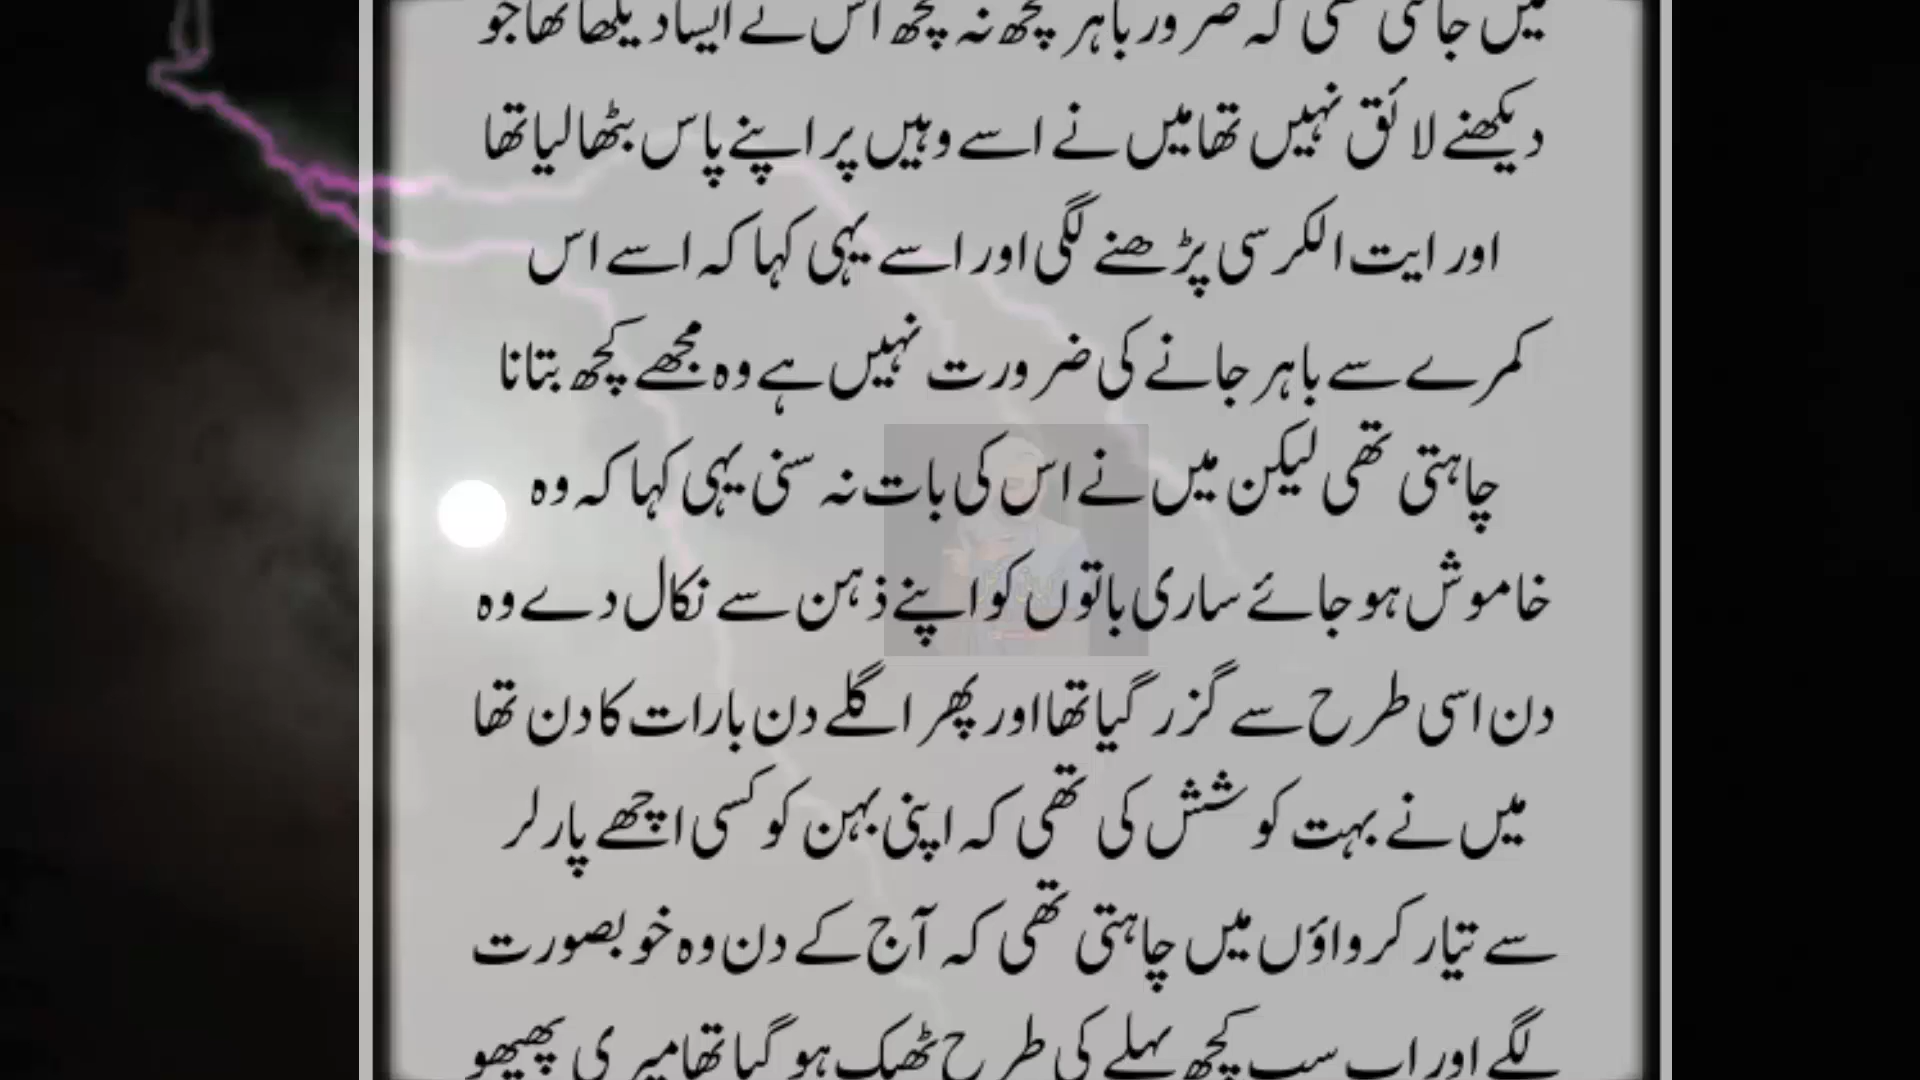 میں جانتی تھی کہ ضرور باہر کچھ نہ کچھ اس نے ایسا دیکھا تھا جو
دیکھنے لائق نہیں تھا میں نے اسے وہیں پر اپنے پاس بٹھا لیا تھا
اور ایت الکرسی پڑھنے لگی اور اسے یہی کہا کہ اسے اس
کمرے سے باہر جانے کی ضرورت نہیں ہے وہ مجھے کچھ بتانا
چاہتی تھی لیکن میں نے اس کی بات نہ سنی یہی کہا کہ وہ
خاموش ہو جائے ساری باتوں کو اپنے ذہن سے نکال دے وہ
دن اسی طرح سے گزر گیا تھا اور پھر اگلے دن بارات کا دن تھا
میں نے بہت کوشش کی تھی کہ اپنی بہن کو کسی اچھے پارلر
سے تیار کرواؤں میں چاہتی تھی کہ آج کے دن وہ خوبصورت
لگے اور اب سب کچھ پہلے کی طرح ٹھیک ہو گیا تھا میری پھپھو